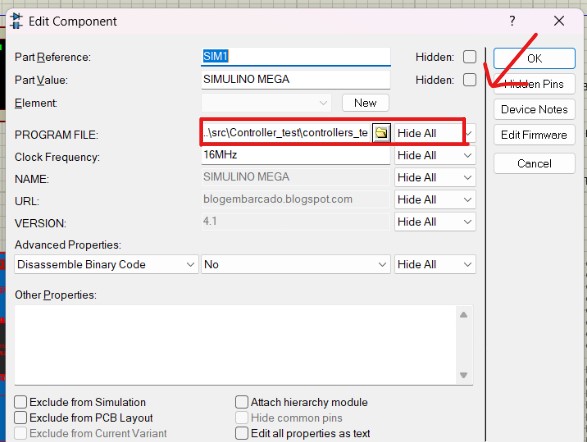 Edit Component
?
Part Reference: SIM1 Hidden: OK
Part Value: SIMULINO MEGA Hidden: Hidden Pins
Element: New Device Notes
PROGRAM FILE: ..\src\Controller_test\controllers_te Hide All Edit Firmware
Clock Frequency: 16MHz Hide All Cancel
NAME: SIMULINO MEGA Hide All
URL: blogembarcado.blogspot.com Hide All
VERSION: 4.1 Hide All
Advanced Properties:
Disassemble Binary Code No Hide All
Other Properties:
Exclude from Simulation Attach hierarchy module
Exclude from PCB Layout Hide common pins
Exclude from Current Variant Edit all properties as text